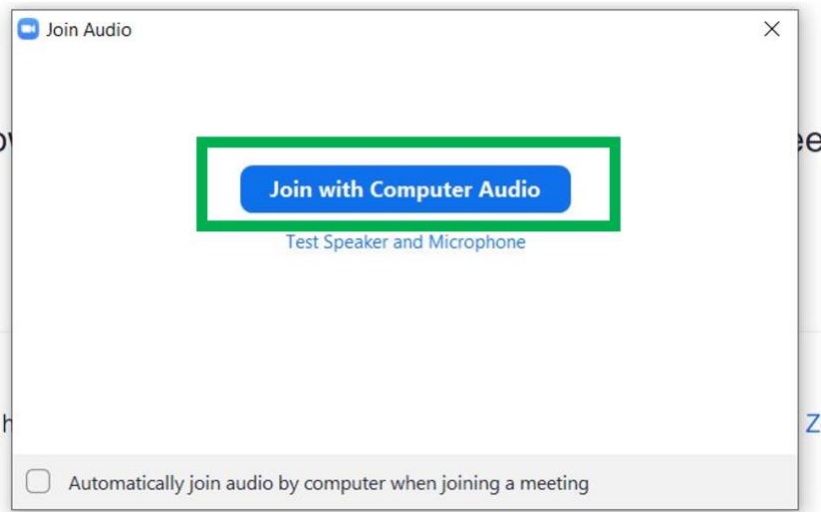 Join Audio
Join with Computer Audio
Test Speaker and Microphone
Automatically join audio by computer when joining a meeting